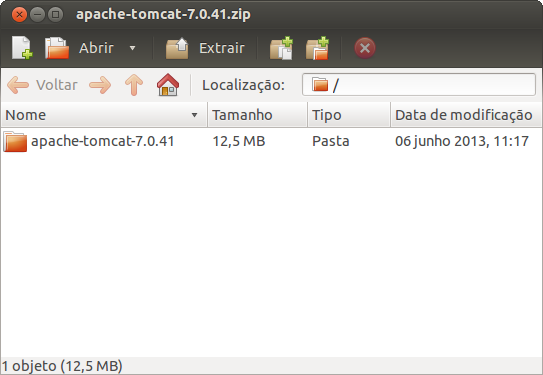 apache-tomcat-7.0.41.zip
Abrir Extrair
Voltar Localização: /
Nome Tamanho Tipo Data de modificação
apache-tomcat-7.0.41 12,5 MB Pasta 06 junho 2013, 11:17
1 objeto (12,5 MB)